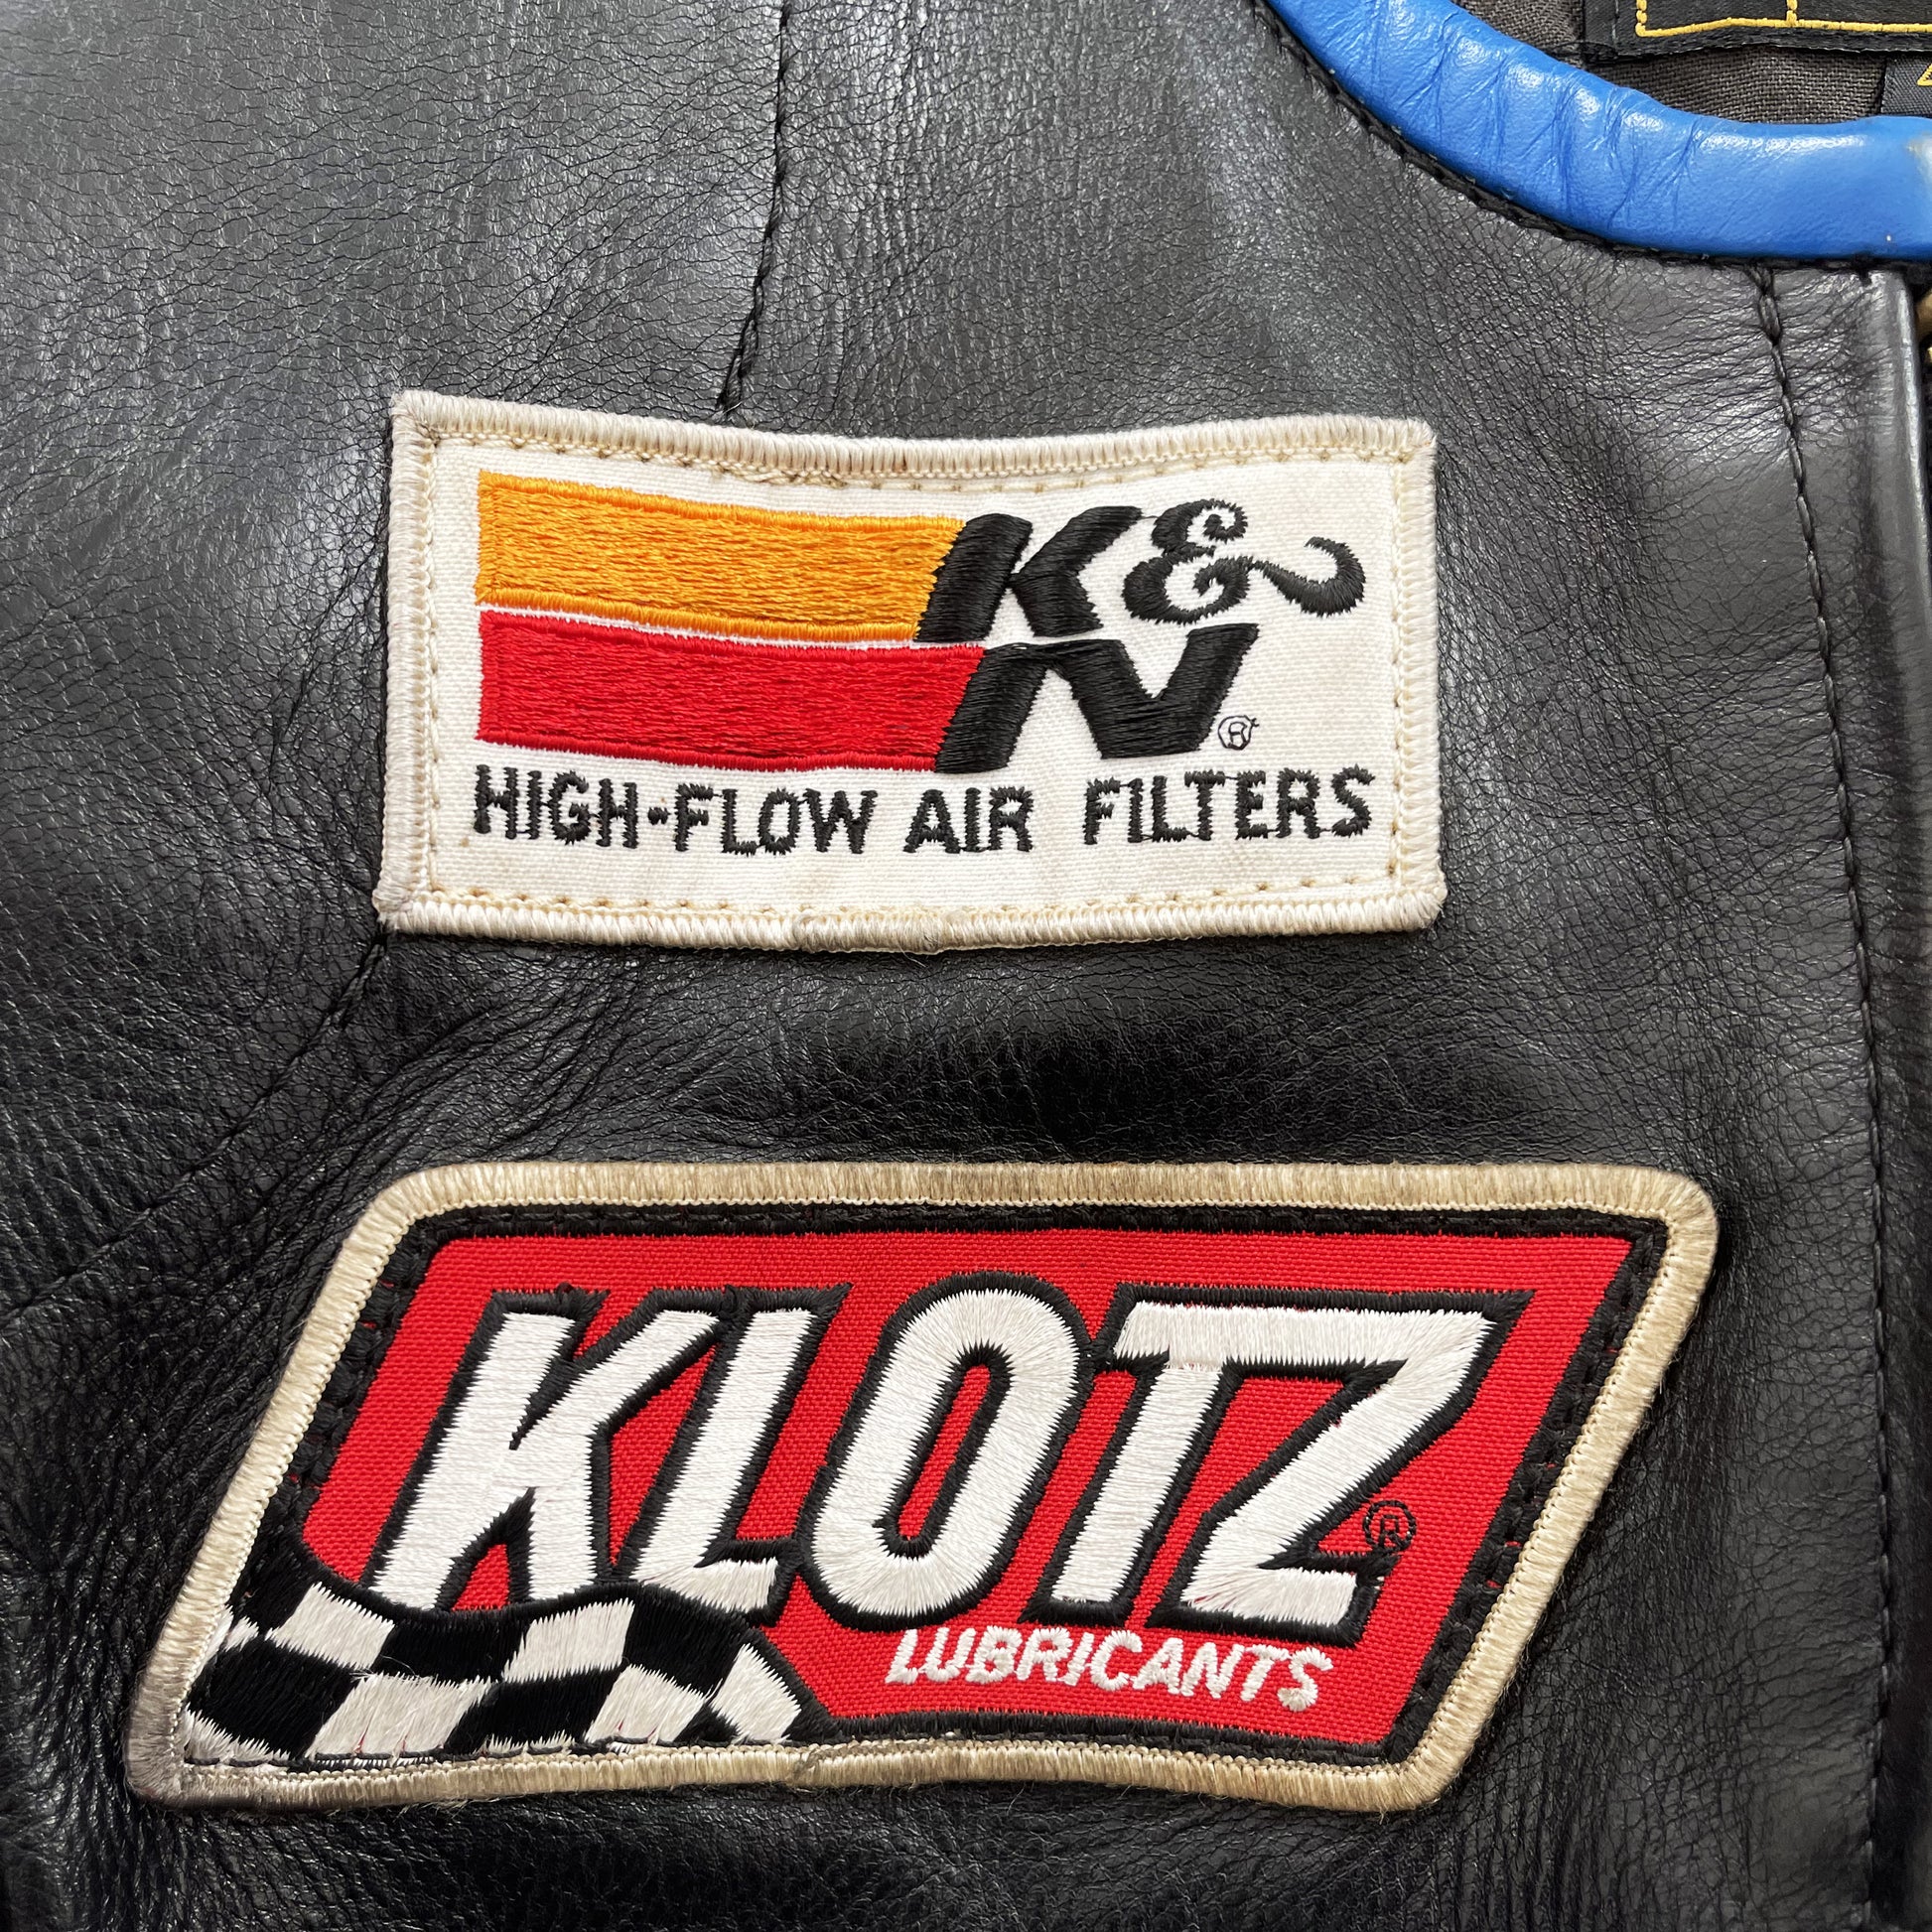 K&
N®
HIGH-FLOW AIR FILTERS
KLOTZ®
LUBRICANTS